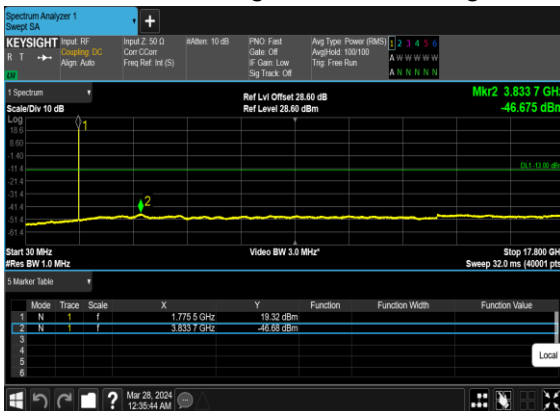 Spectrum Analyzer 1
Swept SA
+
KEYSIGHT Input: RF Input Z: 50 Ω #Atten: 10 dB PNO: Fast Avg Type: Power (RMS) 1 2 3 4 5 6
R T Coupling: DC Corr CCorr Gate: Off Avg|Hold: 100/100 A W W W W W
Align: Auto Freq Ref: Int (S) IF Gain: Low Trig: Free Run
LV Sig Track: Off A N N N N N
1 Spectrum Ref Lvl Offset 28.60 dB Mkr2 3.833 7 GHz
Scale/Div 10 dB Ref Level 28.60 dBm -46.675 dBm
Log
1
18.6
8.60
-1.40
-11.4 DL1 -13.00 dBm
-21.4
-31.4
2
-41.4
-51.4
-61.4
Start 30 MHz Video BW 3.0 MHz* Stop 17.800 GHz
#Res BW 1.0 MHz Sweep 32.0 ms (40001 pts)
5 Marker Table
Mode Trace Scale X Y Function Function Width Function Value
1 N 1 f 1.775 5 GHz 19.32 dBm
2 N 1 f 3.833 7 GHz -46.68 dBm
3
4
5
Local
6
? Mar 28, 2024
12:35:44 AM